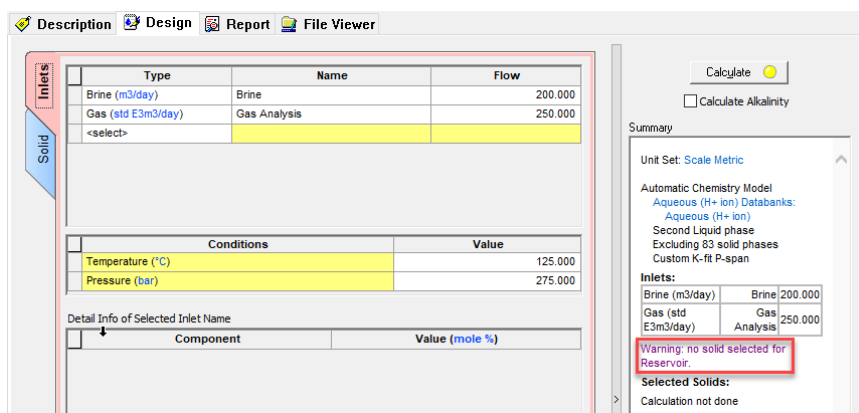 Description Design Report File Viewer
Inlets
Solid
Type Name Flow
Brine (m3/day) Brine 200.000
Gas (std E3m3/day) Gas Analysis 250.000
<select>
Conditions Value
Temperature (°C) 125.000
Pressure (bar) 275.000
Detail Info of Selected Inlet Name
Component Value (mole %)
Calculate
Calculate Alkalinity
Summary
Unit Set: Scale Metric
Automatic Chemistry Model
Aqueous (H+ ion) Databanks:
Aqueous (H+ ion)
Second Liquid phase
Excluding 83 solid phases
Custom K-fit P-span
Inlets:
Brine (m3/day) Brine 200.000
Gas (std E3m3/day) Gas Analysis 250.000
Warning: no solid selected for
Reservoir.
Selected Solids:
Calculation not done